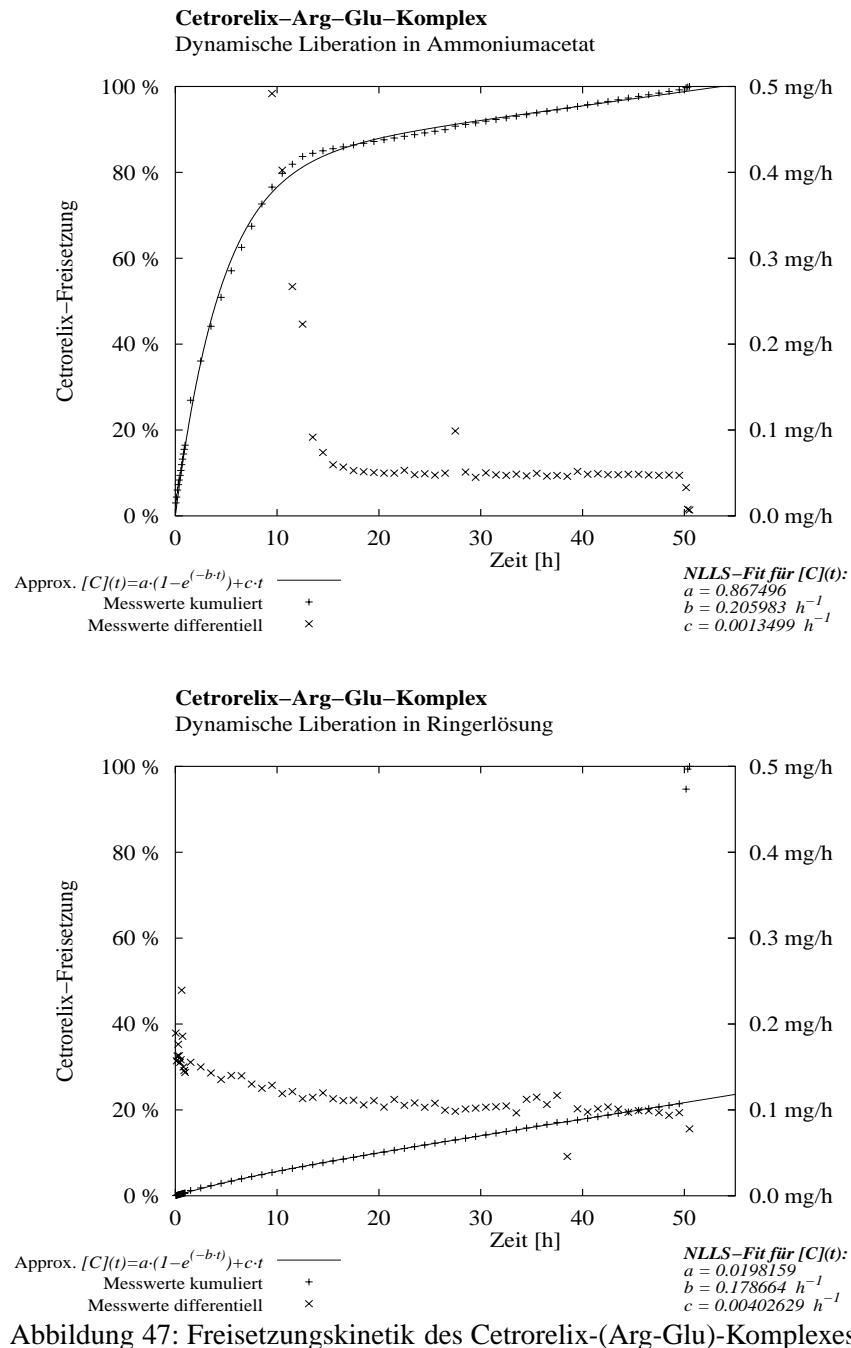 Cetrorelix–Arg–Glu–Komplex
Dynamische Liberation in Ammoniumacetat
100 %
80 %
60 %
40 %
20 %
0 %
Cetrorelix–Freisetzung
0.5 mg/h
0.4 mg/h
0.3 mg/h
0.2 mg/h
0.1 mg/h
0.0 mg/h
0 10 20 30 40 50
Zeit [h]
Approx. [C](t)=a·(1–e^(–b·t))+c·t
Messwerte kumuliert +
Messwerte differentiell ×
NLLS–Fit für [C](t):
a = 0.867496
b = 0.205983 h⁻¹
c = 0.0013499 h⁻¹
Cetrorelix–Arg–Glu–Komplex
Dynamische Liberation in Ringerlösung
100 %
80 %
60 %
40 %
20 %
0 %
Cetrorelix–Freisetzung
0.5 mg/h
0.4 mg/h
0.3 mg/h
0.2 mg/h
0.1 mg/h
0.0 mg/h
0 10 20 30 40 50
Zeit [h]
Approx. [C](t)=a·(1–e^(–b·t))+c·t
Messwerte kumuliert +
Messwerte differentiell ×
NLLS–Fit für [C](t):
a = 0.0198159
b = 0.178664 h⁻¹
c = 0.00402629 h⁻¹
Abbildung 47: Freisetzungskinetik des Cetrorelix-(Arg-Glu)-Komplexes